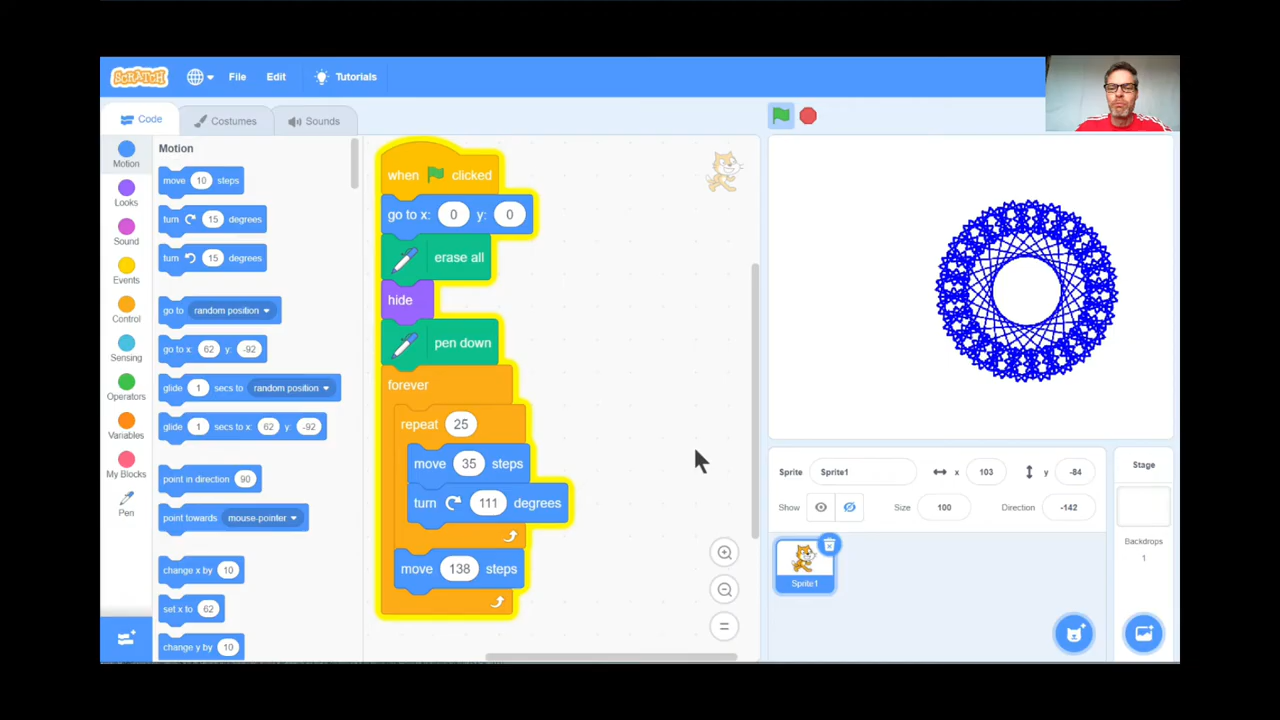 SCRATCH
File
Edit
Tutorials
Code
Costumes
Sounds
Motion
Looks
Sound
Events
Control
Sensing
Operators
Variables
My Blocks
Pen
Motion
move 10 steps
turn 15 degrees
turn 15 degrees
go to random position
go to x: 62 y: -92
glide 1 secs to random position
glide 1 secs to x: 62 y: -92
point in direction 90
point towards mouse-pointer
change x by 10
set x to 62
change y by 10
when clicked
go to x: 0 y: 0
erase all
hide
pen down
forever
repeat 25
move 35 steps
turn 111 degrees
move 138 steps
Sprite Sprite1 x 103 y -84
Show Size 100 Direction -142
Sprite1
Stage
Backdrops
1